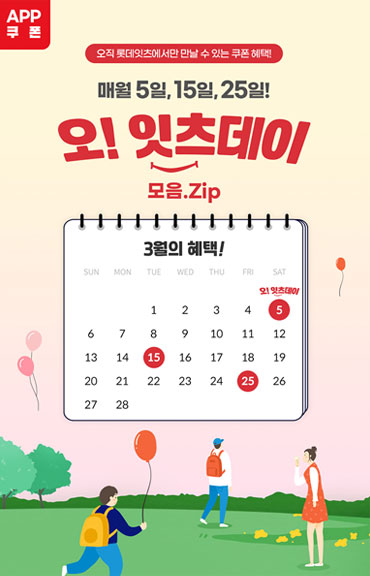 APP
쿠폰
오직 롯데잇츠에서만 만날 수 있는 쿠폰 혜택!
매월 5일, 15일, 25일!
오! 잇츠데이
모음.Zip
3월의 혜택!
SUN MON TUE WED THU FRI SAT
오! 잇츠데이
1 2 3 4 5
6 7 8 9 10 11 12
13 14 15 16 17 18 19
20 21 22 23 24 25 26
27 28